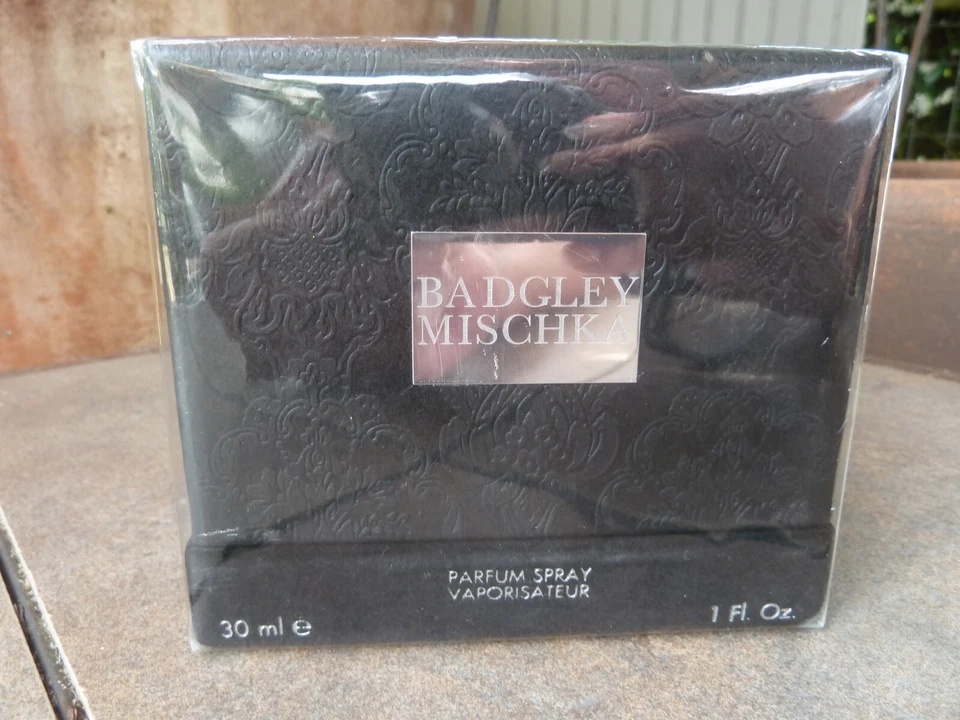 BADGLEY
MISCHKA
PARFUM SPRAY
VAPORISATEUR
30 ml ℮
1 Fl. Oz.